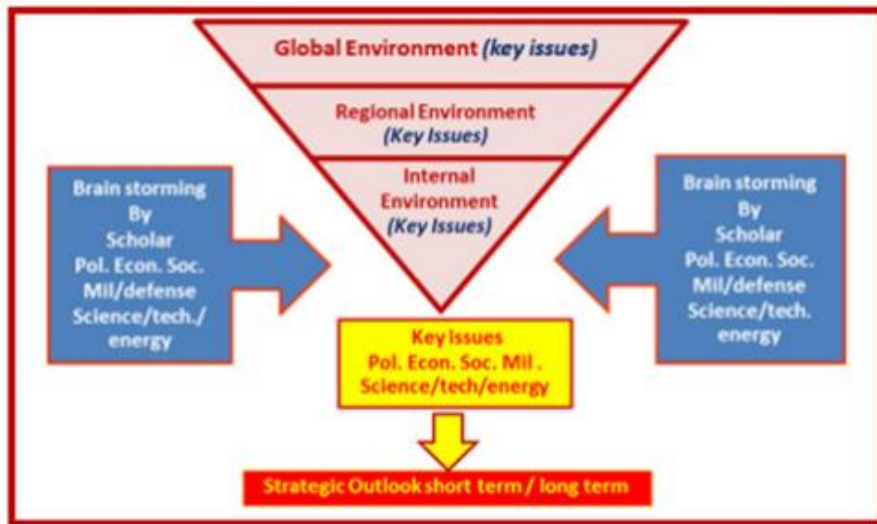 Global Environment (key issues)
Regional Environment
(Key Issues)
Internal
Environment
(Key Issues)
Brain storming
By
Scholar
Pol. Econ. Soc.
Mil/defense
Science/tech./
energy
Brain storming
By
Scholar
Pol. Econ. Soc.
Mil/defense
Science/tech.
energy
Key issues
Pol. Econ. Soc. Mil .
Science/tech/energy
Strategic Outlook short term / long term